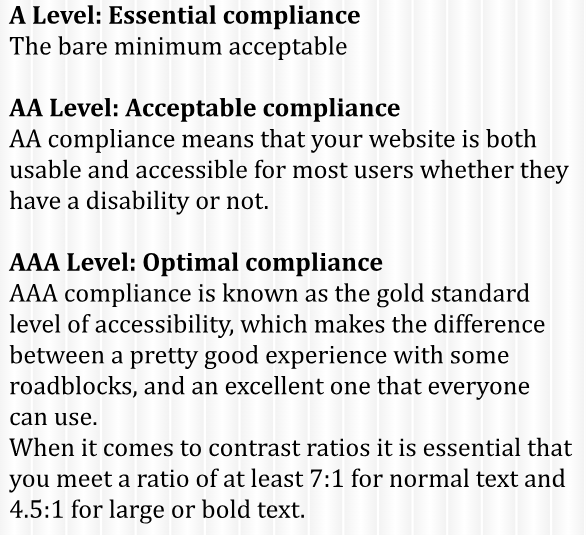 A Level: Essential compliance
The bare minimum acceptable
AA Level: Acceptable compliance
AA compliance means that your website is both
usable and accessible for most users whether they
have a disability or not.
AAA Level: Optimal compliance
AAA compliance is known as the gold standard
level of accessibility, which makes the difference
between a pretty good experience with some
roadblocks, and an excellent one that everyone
can use.
When it comes to contrast ratios it is essential that
you meet a ratio of at least 7:1 for normal text and
4.5:1 for large or bold text.